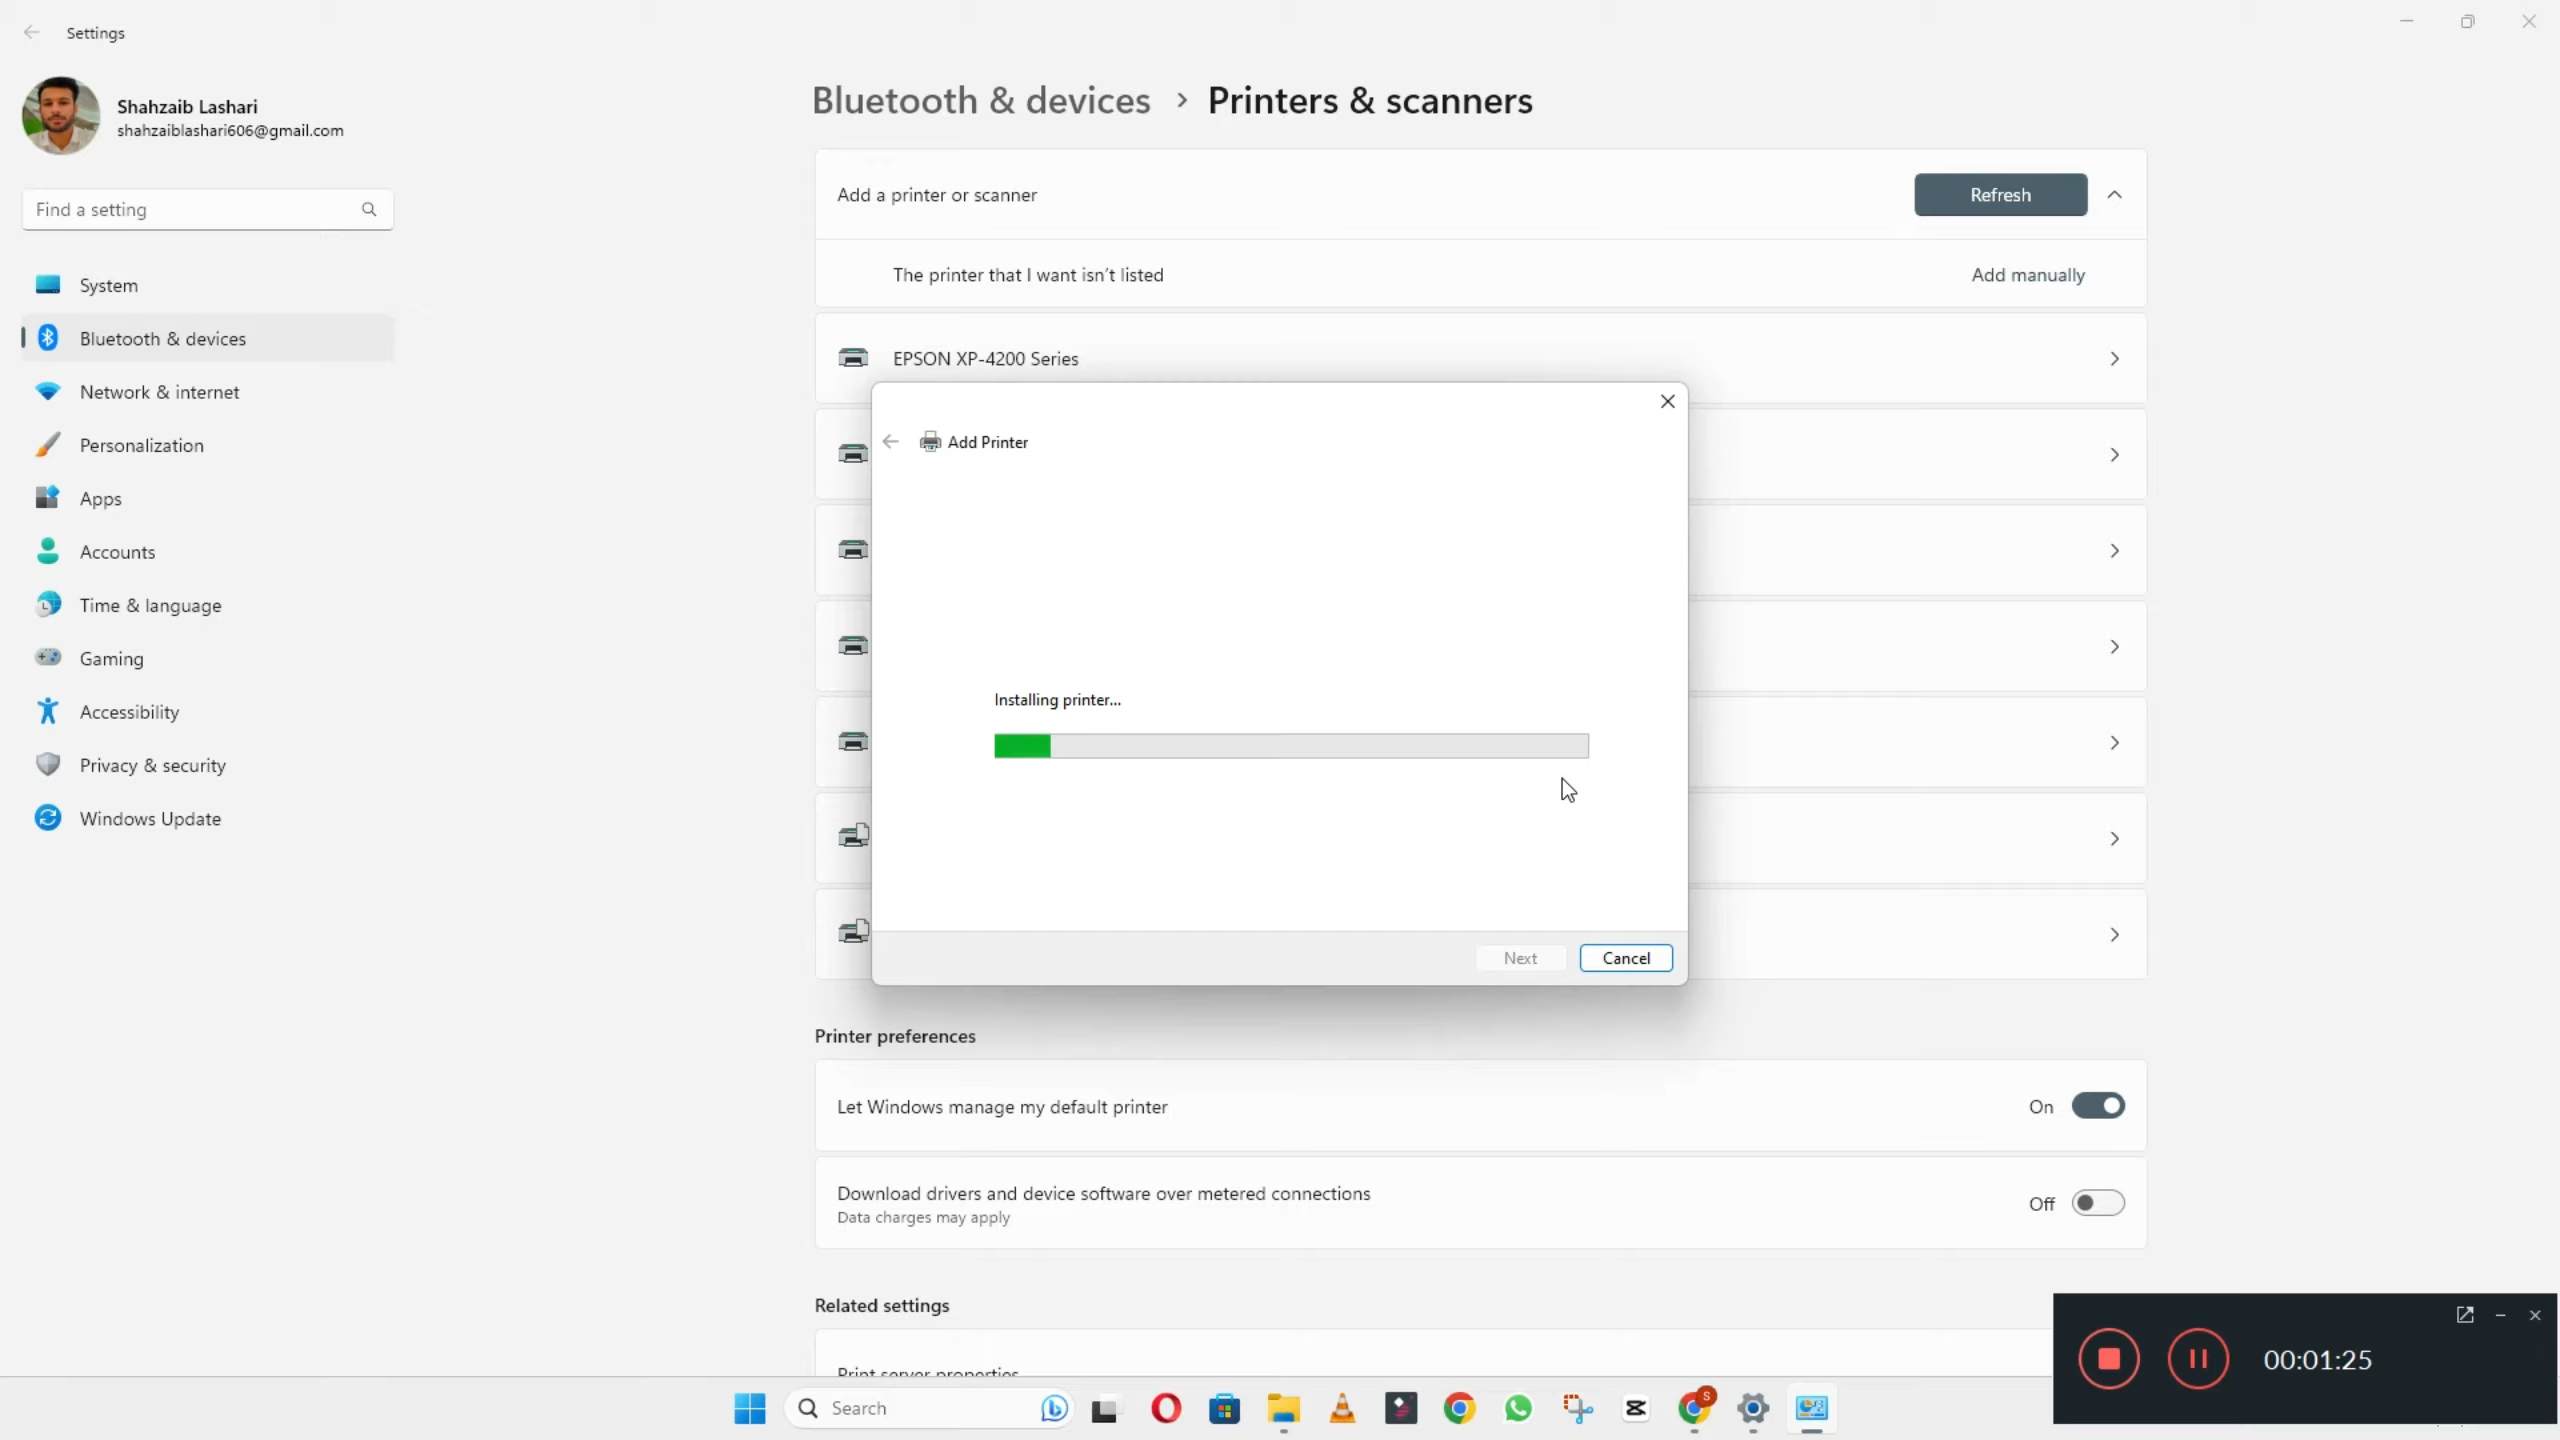 Settings
Shahzaib Lashari
shahzaiblashari606@gmail.com
Find a setting
System
Bluetooth & devices
Network & internet
Personalization
Apps
Accounts
Time & language
Gaming
Accessibility
Privacy & security
Windows Update
Bluetooth & devices > Printers & scanners
Add a printer or scanner
Refresh
The printer that I want isn't listed
Add manually
EPSON XP-4200 Series
Add Printer
Installing printer...
Next
Cancel
Printer preferences
Let Windows manage my default printer
On
Download drivers and device software over metered connections
Data charges may apply
Off
Related settings
Print server properties
00:01:25
Search
S